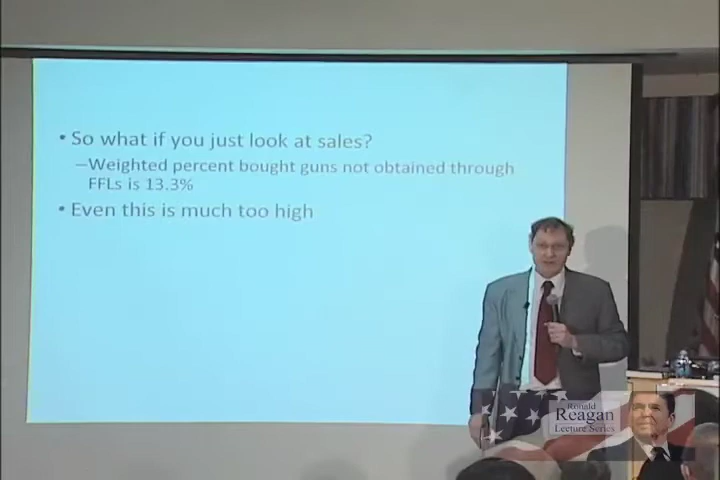 • So what if you just look at sales?
–Weighted percent bought guns not obtained through
FFLs is 13.3%
• Even this is much too high
Ronald
Reagan
Lecture Series